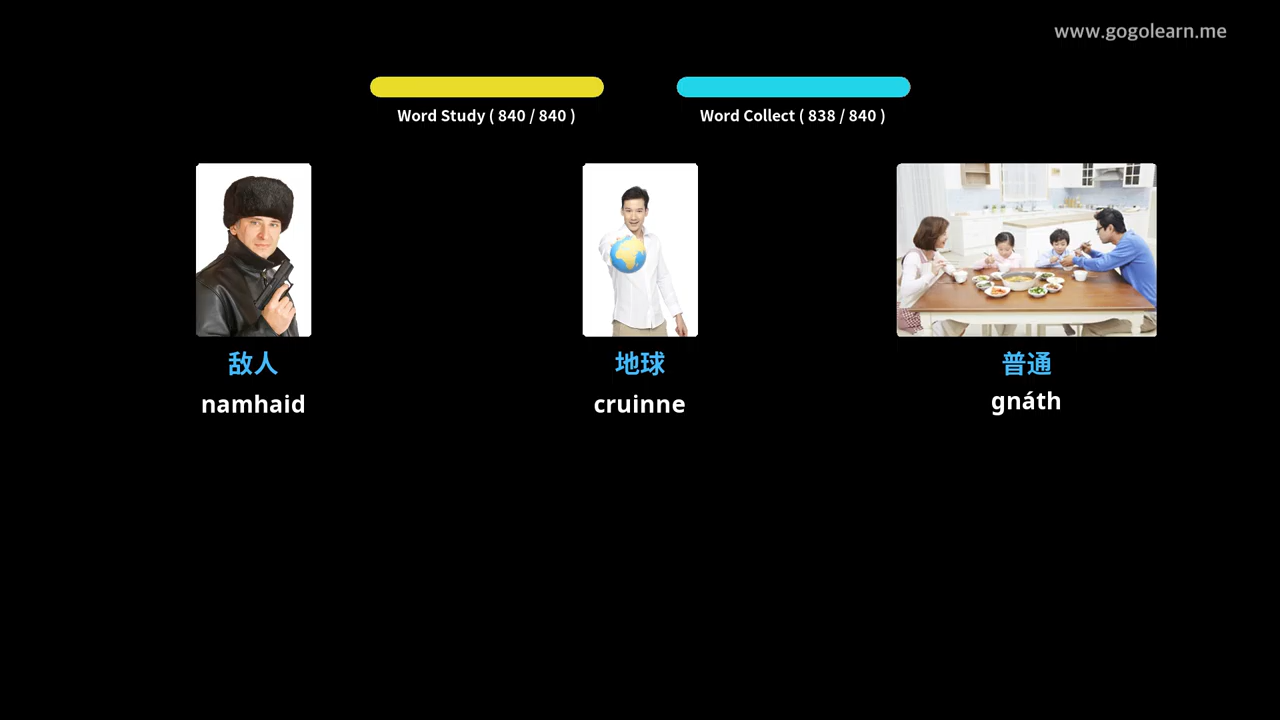 www.gogolearn.me
Word Study ( 840 / 840 )
Word Collect ( 838 / 840 )
敌人
地球
普通
namhaid
cruinne
gnáth